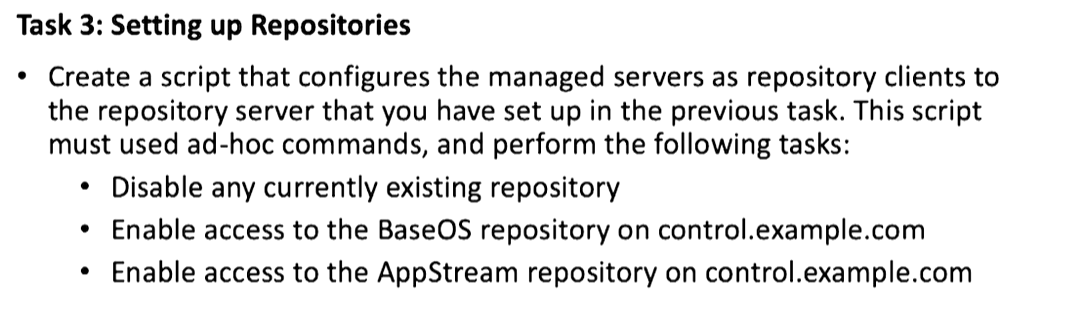 Task 3: Setting up Repositories
• Create a script that configures the managed servers as repository clients to
the repository server that you have set up in the previous task. This script
must used ad-hoc commands, and perform the following tasks:
• Disable any currently existing repository
• Enable access to the BaseOS repository on control.example.com
• Enable access to the AppStream repository on control.example.com